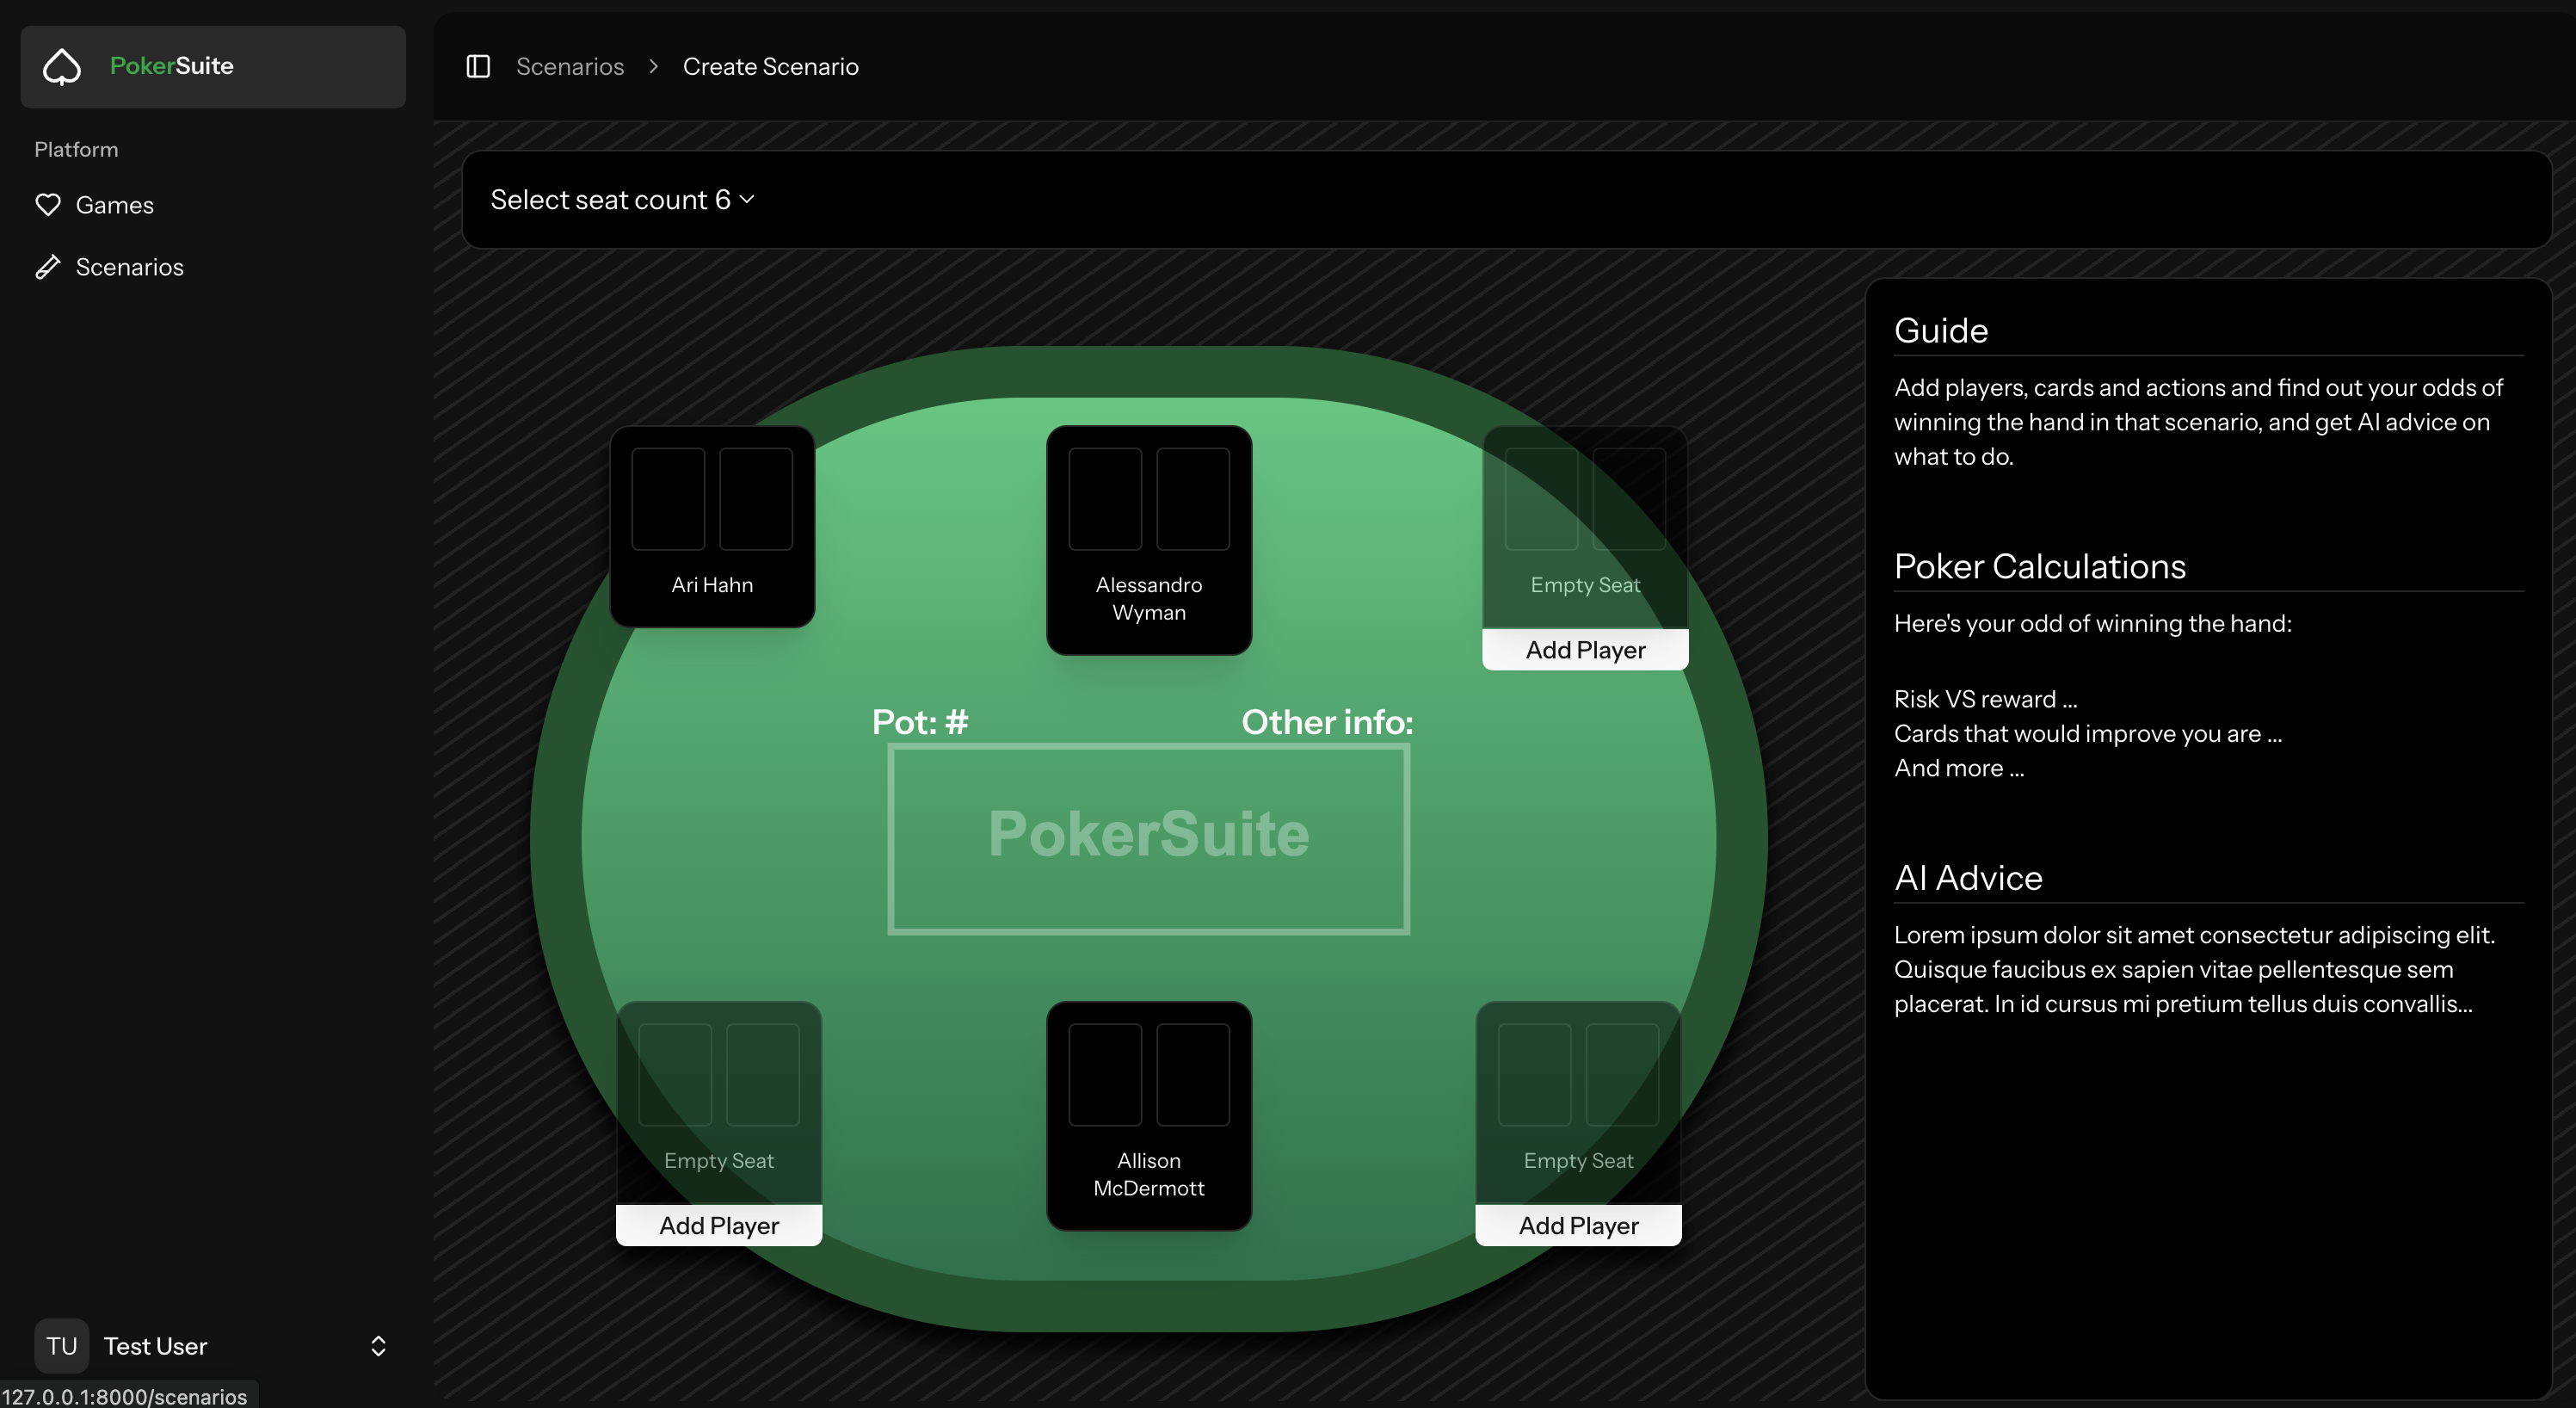 PokerSuite
Platform
Games
Scenarios
TU Test User
127.0.0.1:8000/scenarios
Scenarios > Create Scenario
Select seat count 6
Ari Hahn
Alessandro
Wyman
Empty Seat
Add Player
Pot: #
Other info:
PokerSuite
Empty Seat
Add Player
Allison
McDermott
Empty Seat
Add Player
Guide
Add players, cards and actions and find out your odds of
winning the hand in that scenario, and get AI advice on
what to do.
Poker Calculations
Here's your odd of winning the hand:
Risk VS reward ...
Cards that would improve you are ...
And more ...
AI Advice
Lorem ipsum dolor sit amet consectetur adipiscing elit.
Quisque faucibus ex sapien vitae pellentesque sem
placerat. In id cursus mi pretium tellus duis convallis...